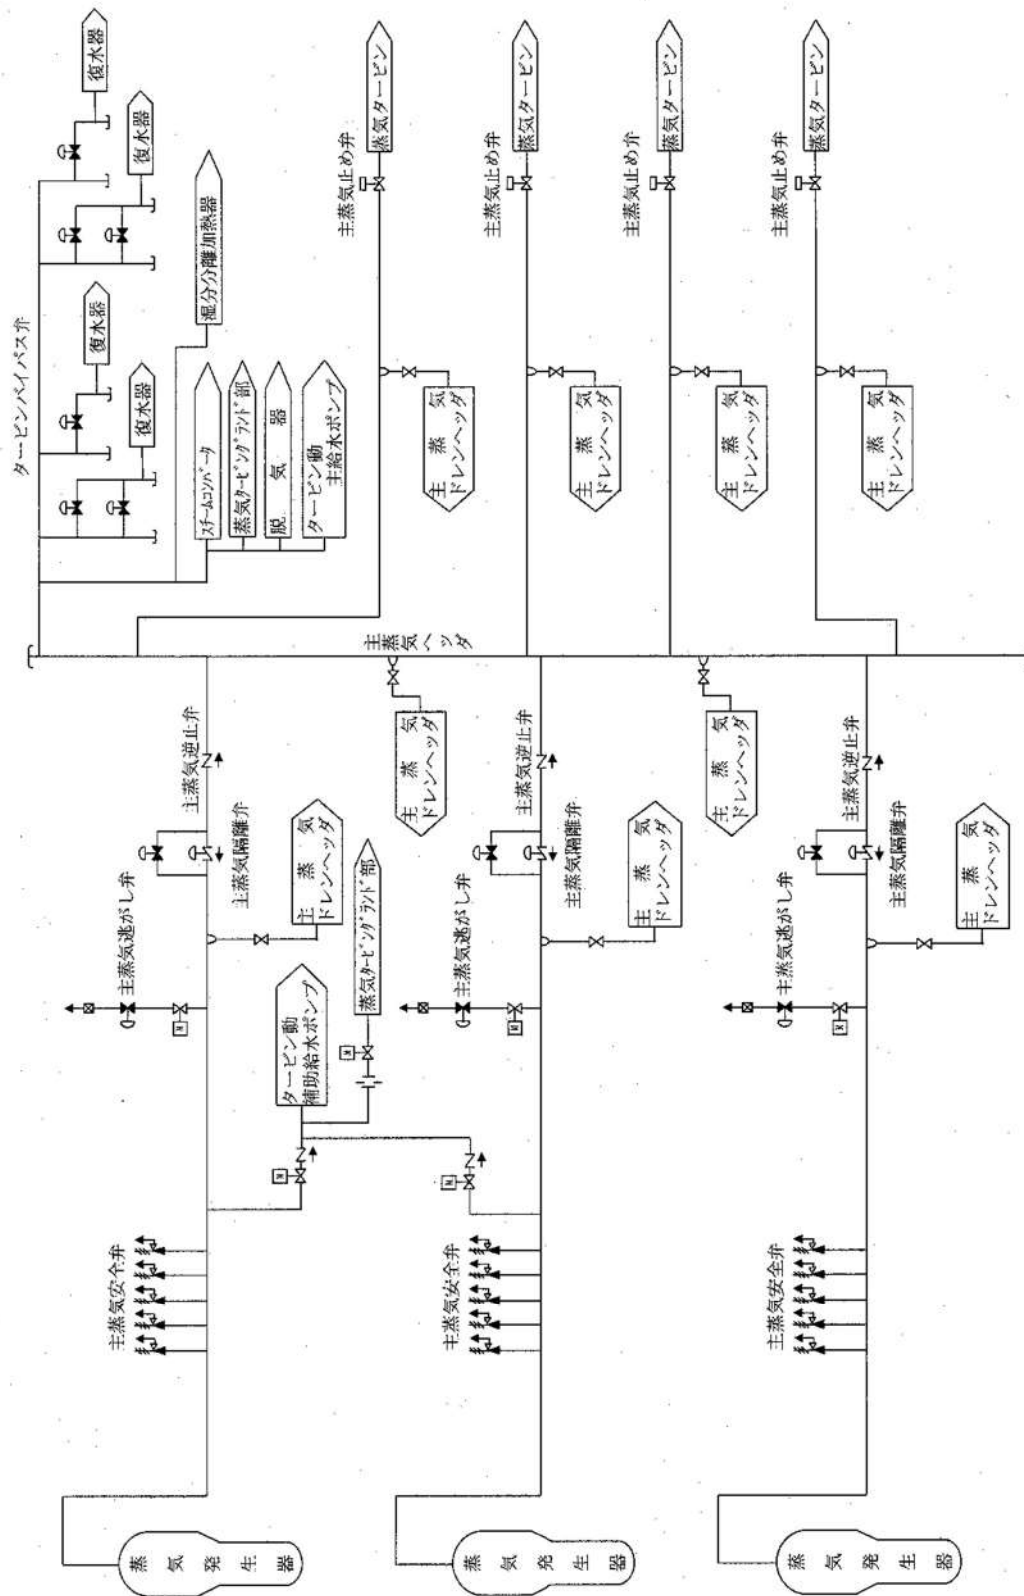 タービンバイパス弁
復水器
復水器
復水器
復水器
湿分分離加熱器
スチームコンバータ
蒸気タービングランド部
脱気器
タービン動
主給水ポンプ
主蒸気止め弁
蒸気タービン
主蒸気止め弁
蒸気タービン
主蒸気止め弁
蒸気タービン
主蒸気止め弁
蒸気タービン
主蒸気
ドレンヘッダ
主蒸気
ドレンヘッダ
主蒸気
ドレンヘッダ
主蒸気
ドレンヘッダ
主蒸気ヘッダ
主蒸気
ドレンヘッダ
主蒸気
ドレンヘッダ
主蒸気逆止弁
主蒸気隔離弁
主蒸気
ドレンヘッダ
主蒸気逃がし弁
M
タービン動
補助給水ポンプ
蒸気タービングランド部
M
M
M
主蒸気安全弁
蒸気発生器
主蒸気逆止弁
主蒸気隔離弁
主蒸気
ドレンヘッダ
主蒸気逃がし弁
M
主蒸気安全弁
蒸気発生器
主蒸気逆止弁
主蒸気隔離弁
主蒸気
ドレンヘッダ
主蒸気逃がし弁
M
主蒸気安全弁
蒸気発生器